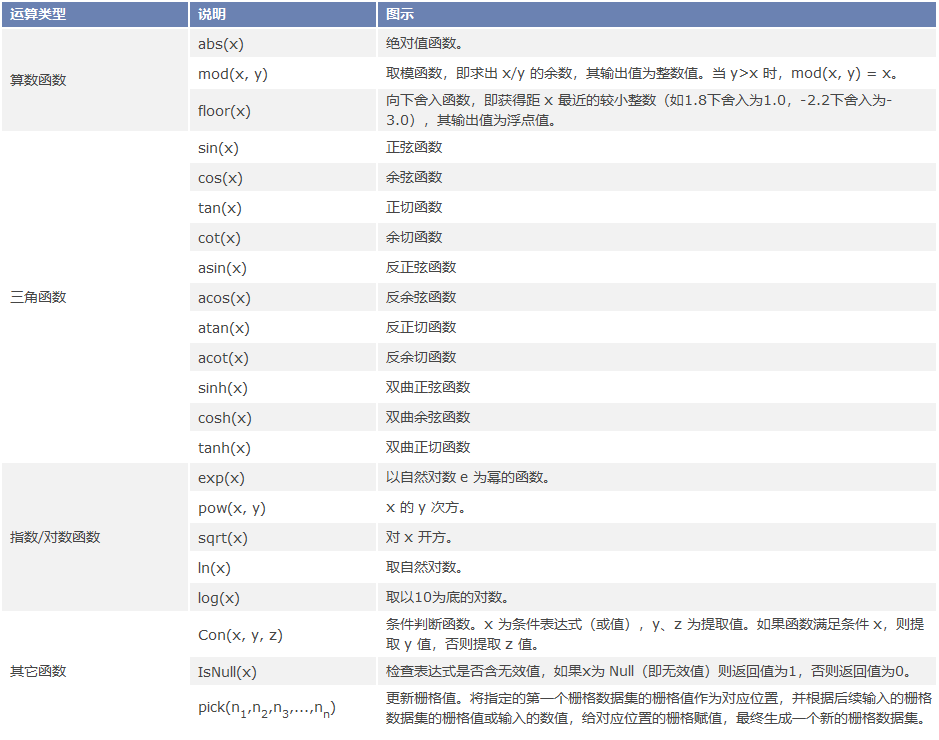 运算类型 说明 图示
算数函数
abs(x) 绝对值函数。
mod(x, y) 取模函数，即求出 x/y 的余数，其输出值为整数值。当 y>x 时，mod(x, y) = x。
floor(x) 向下舍入函数，即获得距 x 最近的较小整数（如1.8下舍入为1.0，-2.2下舍入为-
3.0），其输出值为浮点值。
三角函数
sin(x) 正弦函数
cos(x) 余弦函数
tan(x) 正切函数
cot(x) 余切函数
asin(x) 反正弦函数
acos(x) 反余弦函数
atan(x) 反正切函数
acot(x) 反余切函数
sinh(x) 双曲正弦函数
cosh(x) 双曲余弦函数
tanh(x) 双曲正切函数
指数/对数函数
exp(x) 以自然对数 e 为幂的函数。
pow(x, y) x 的 y 次方。
sqrt(x) 对 x 开方。
ln(x) 取自然对数。
log(x) 取以10为底的对数。
其它函数
Con(x, y, z) 条件判断函数。x 为条件表达式（或值），y、z 为提取值。如果函数满足条件 x，则提
取 y 值，否则提取 z 值。
IsNull(x) 检查表达式是否含无效值，如果x为 Null（即无效值）则返回值为1，否则返回值为0。
pick(n1,n2,n3,...,nn) 更新栅格值。将指定的第一个栅格数据集的栅格值作为对应位置，并根据后续输入的栅格
数据集的栅格值或输入的数值，给对应位置的栅格赋值，最终生成一个新的栅格数据集。